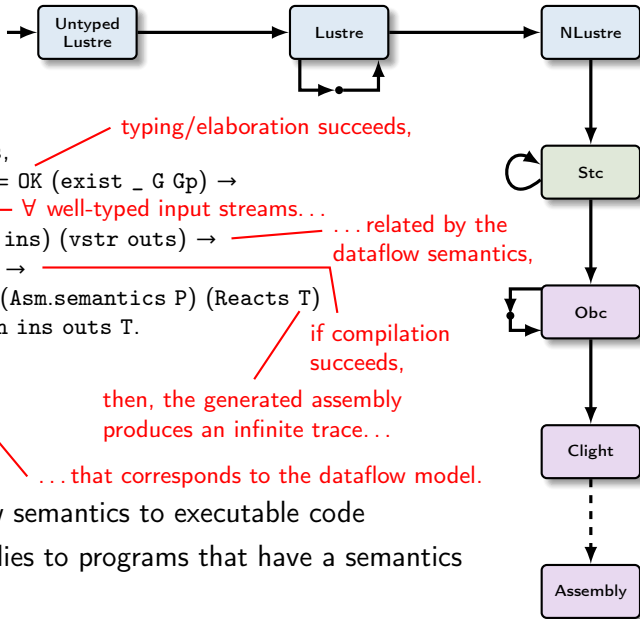 Untyped
Lustre
Lustre
NLustre
typing/elaboration succeeds,
= OK (exist _ G Gp) →
∀ well-typed input streams...
ins) (vstr outs) →
...related by the
dataflow semantics,
→
(Asm.semantics P) (Reacts T)
ins outs T.
if compilation
succeeds,
then, the generated assembly
produces an infinite trace...
...that corresponds to the dataflow model.
semantics to executable code
to programs that have a semantics
Stc
Obc
Clight
Assembly